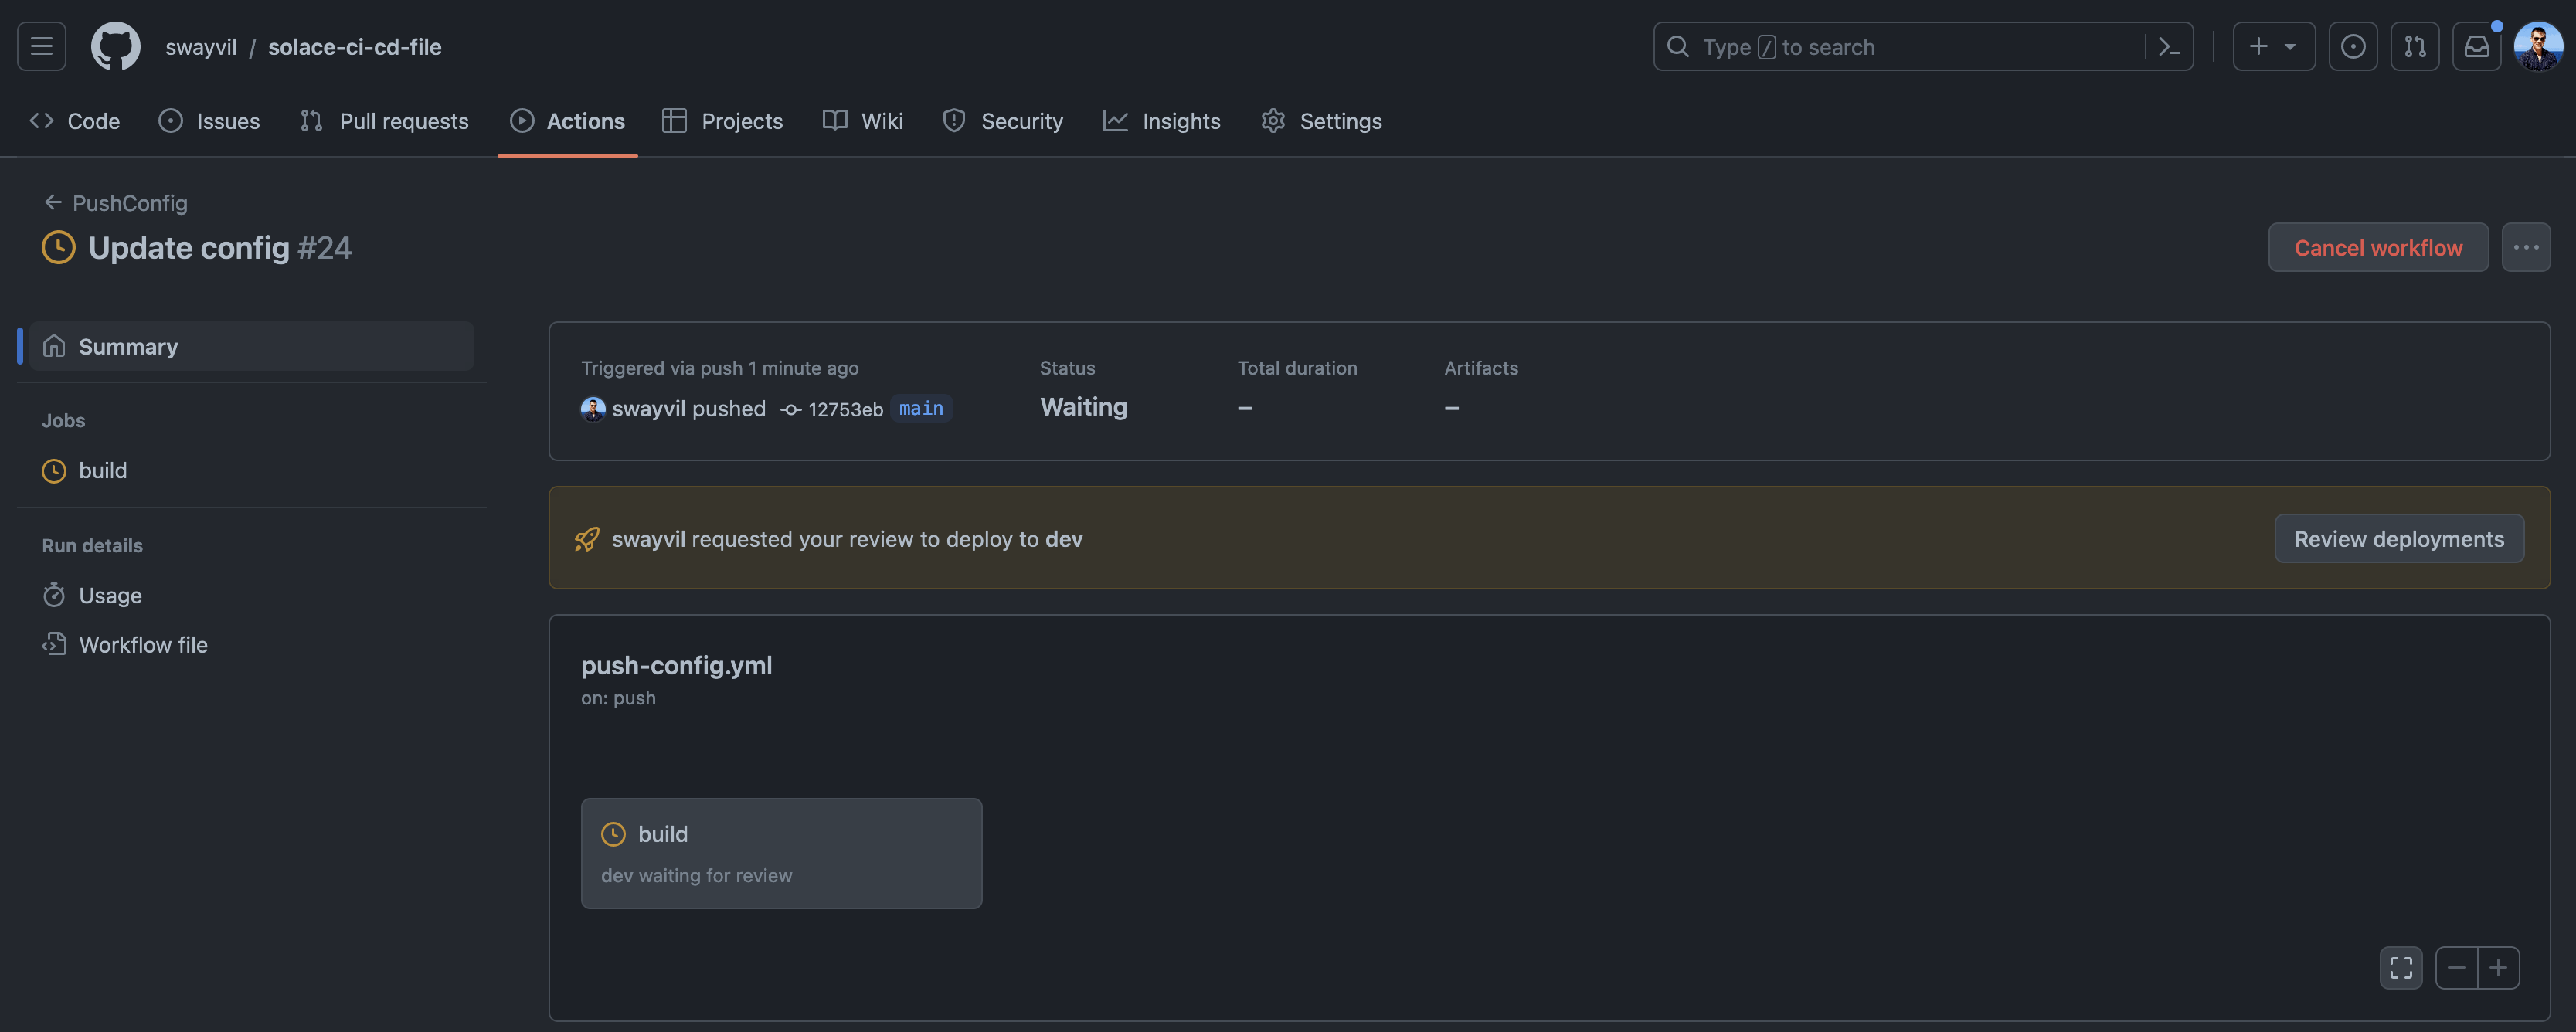 swayvil / solace-ci-cd-file
Type / to search
Code Issues Pull requests Actions Projects Wiki Security Insights Settings
PushConfig
Update config #24
Cancel workflow
Summary
Jobs
build
Run details
Usage
Workflow file
Triggered via push 1 minute ago
swayvil pushed 12753eb main
Status
Waiting
Total duration
–
Artifacts
–
swayvil requested your review to deploy to dev
Review deployments
push-config.yml
on: push
build
dev waiting for review